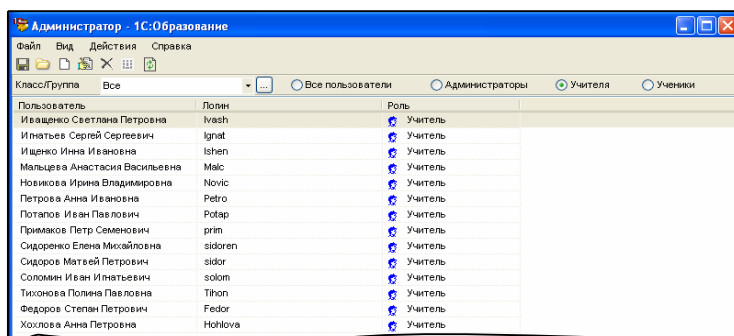 Администратор - 1С:Образование
Файл Вид Действия Справка
Класс/Группа Все ... Все пользователи Администраторы Учителя Ученики
Пользователь Логин Роль
Иващенко Светлана Петровна Ivash Учитель
Игнатьев Сергей Сергеевич Ignat Учитель
Ищенко Инна Ивановна Ishen Учитель
Мальцева Анастасия Васильевна Malc Учитель
Новикова Ирина Владимировна Novic Учитель
Петрова Анна Ивановна Petro Учитель
Потапов Иван Павлович Potap Учитель
Примаков Петр Семенович prim Учитель
Сидоренко Елена Михайловна sidoren Учитель
Сидоров Матвей Петрович sidor Учитель
Соломин Иван Игнатьевич solom Учитель
Тихонова Полина Павловна Tihon Учитель
Федоров Степан Петрович Fedor Учитель
Хохлова Анна Петровна Hohlova Учитель